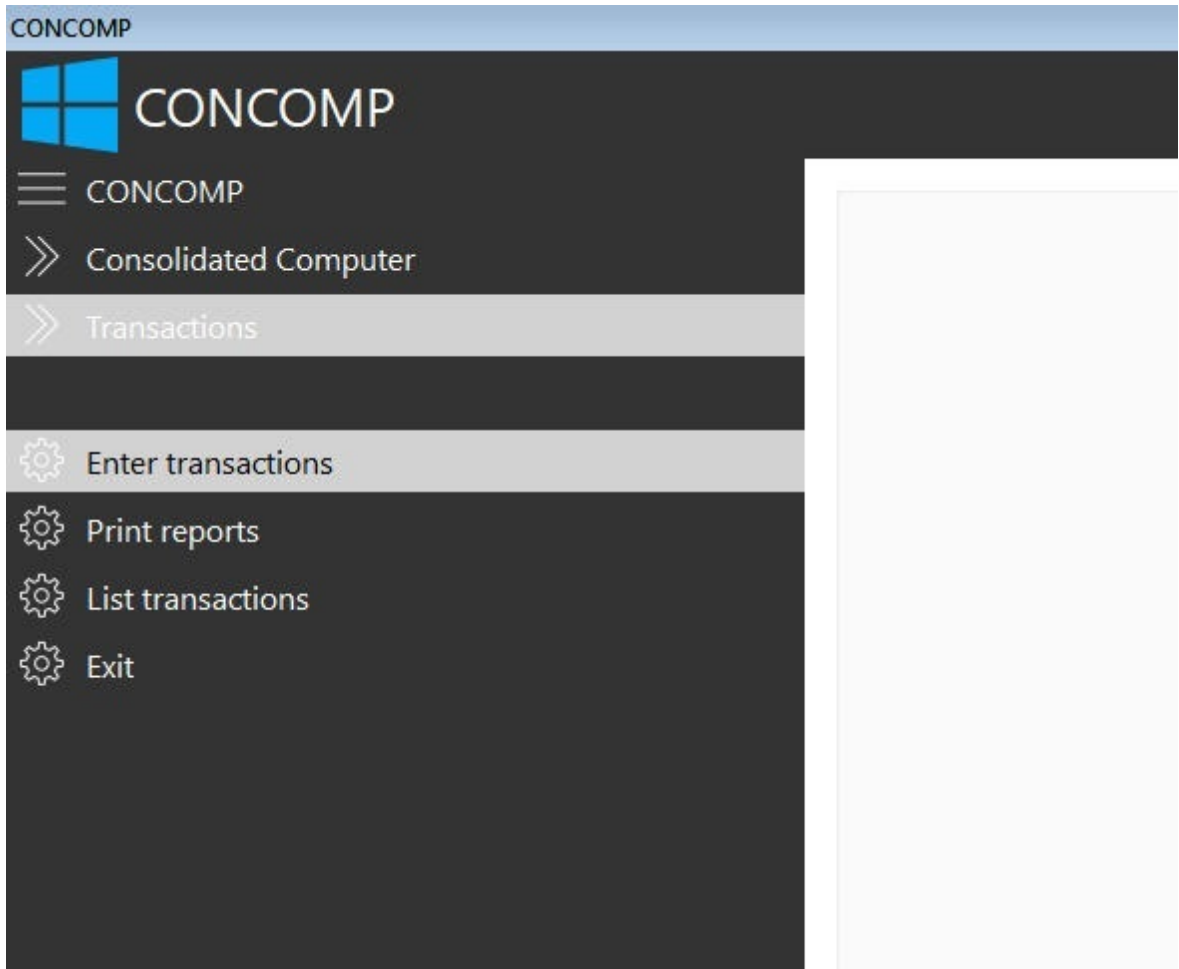 CONCOMP
CONCOMP
CONCOMP
Consolidated Computer
Transactions
Enter transactions
Print reports
List transactions
Exit